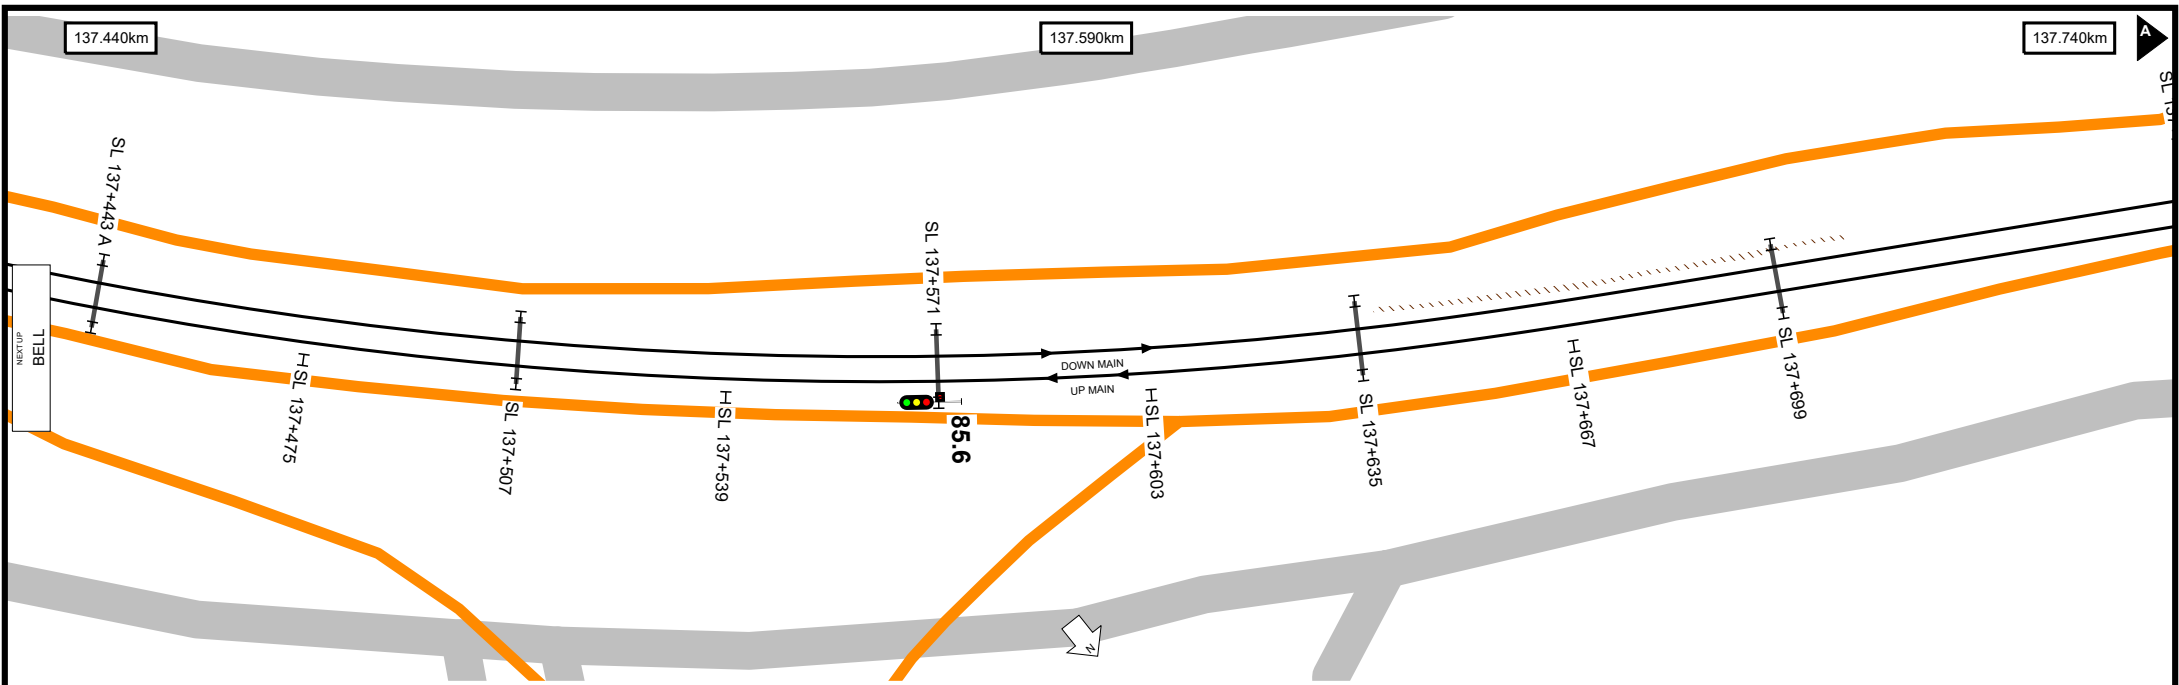 137.440km
137.590km
137.740km
A
SL 137+443 A
SL 137+571
NEXT UP
BELL
DOWN MAIN
UP MAIN
SL 137+475
SL 137+507
SL 137+539
85.6
SL 137+603
SL 137+635
SL 137+667
SL 137+699
N